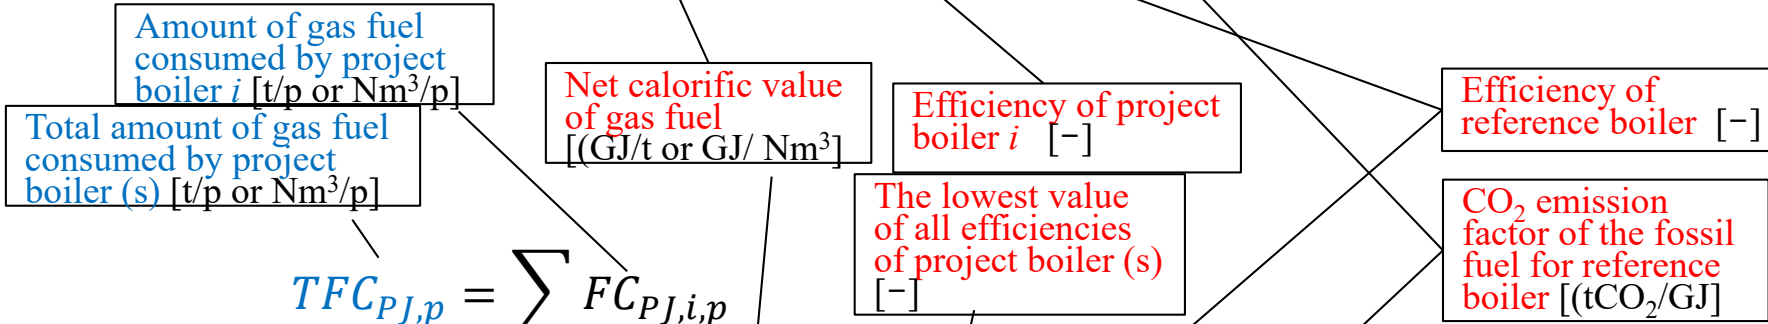 Amount of gas fuel
consumed by project
boiler i [t/p or Nm³/p]
Total amount of gas fuel
consumed by project
boiler (s) [t/p or Nm³/p]
Net calorific value
of gas fuel
[(GJ/t or GJ/ Nm³]
Efficiency of project
boiler i [−]
The lowest value
of all efficiencies
of project boiler (s)
[−]
Efficiency of
reference boiler [−]
CO₂ emission
factor of the fossil
fuel for reference
boiler [(tCO₂/GJ]
TFC_{PJ,p} = ∑ FC_{PJ,i,p}